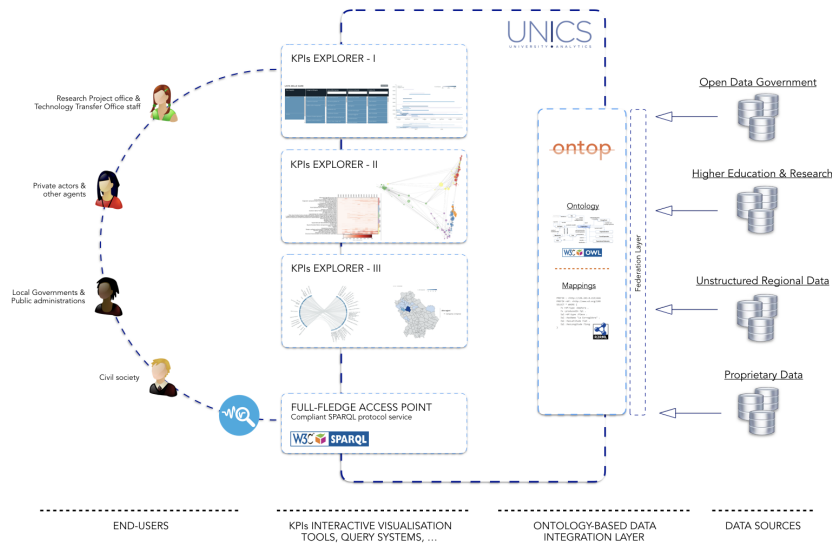 UNICS
UNIVERSITY ANALYTICS
KPIs EXPLORER - I
Research Project office &
Technology Transfer Office staff
Open Data Government
ontop
KPIs EXPLORER - II
Private actors &
other agents
Higher Education & Research
Ontology
W3C OWL
Federation Layer
KPIs EXPLORER - III
Mappings
Local Governments &
Public administrations
Unstructured Regional Data
Civil society
Proprietary Data
FULL-FLEDGE ACCESS POINT
Compliant SPARQL protocol service
W3C SPARQL
END-USERS
KPIs INTERACTIVE VISUALISATION
TOOLS, QUERY SYSTEMS, ...
ONTOLOGY-BASED DATA
INTEGRATION LAYER
DATA SOURCES